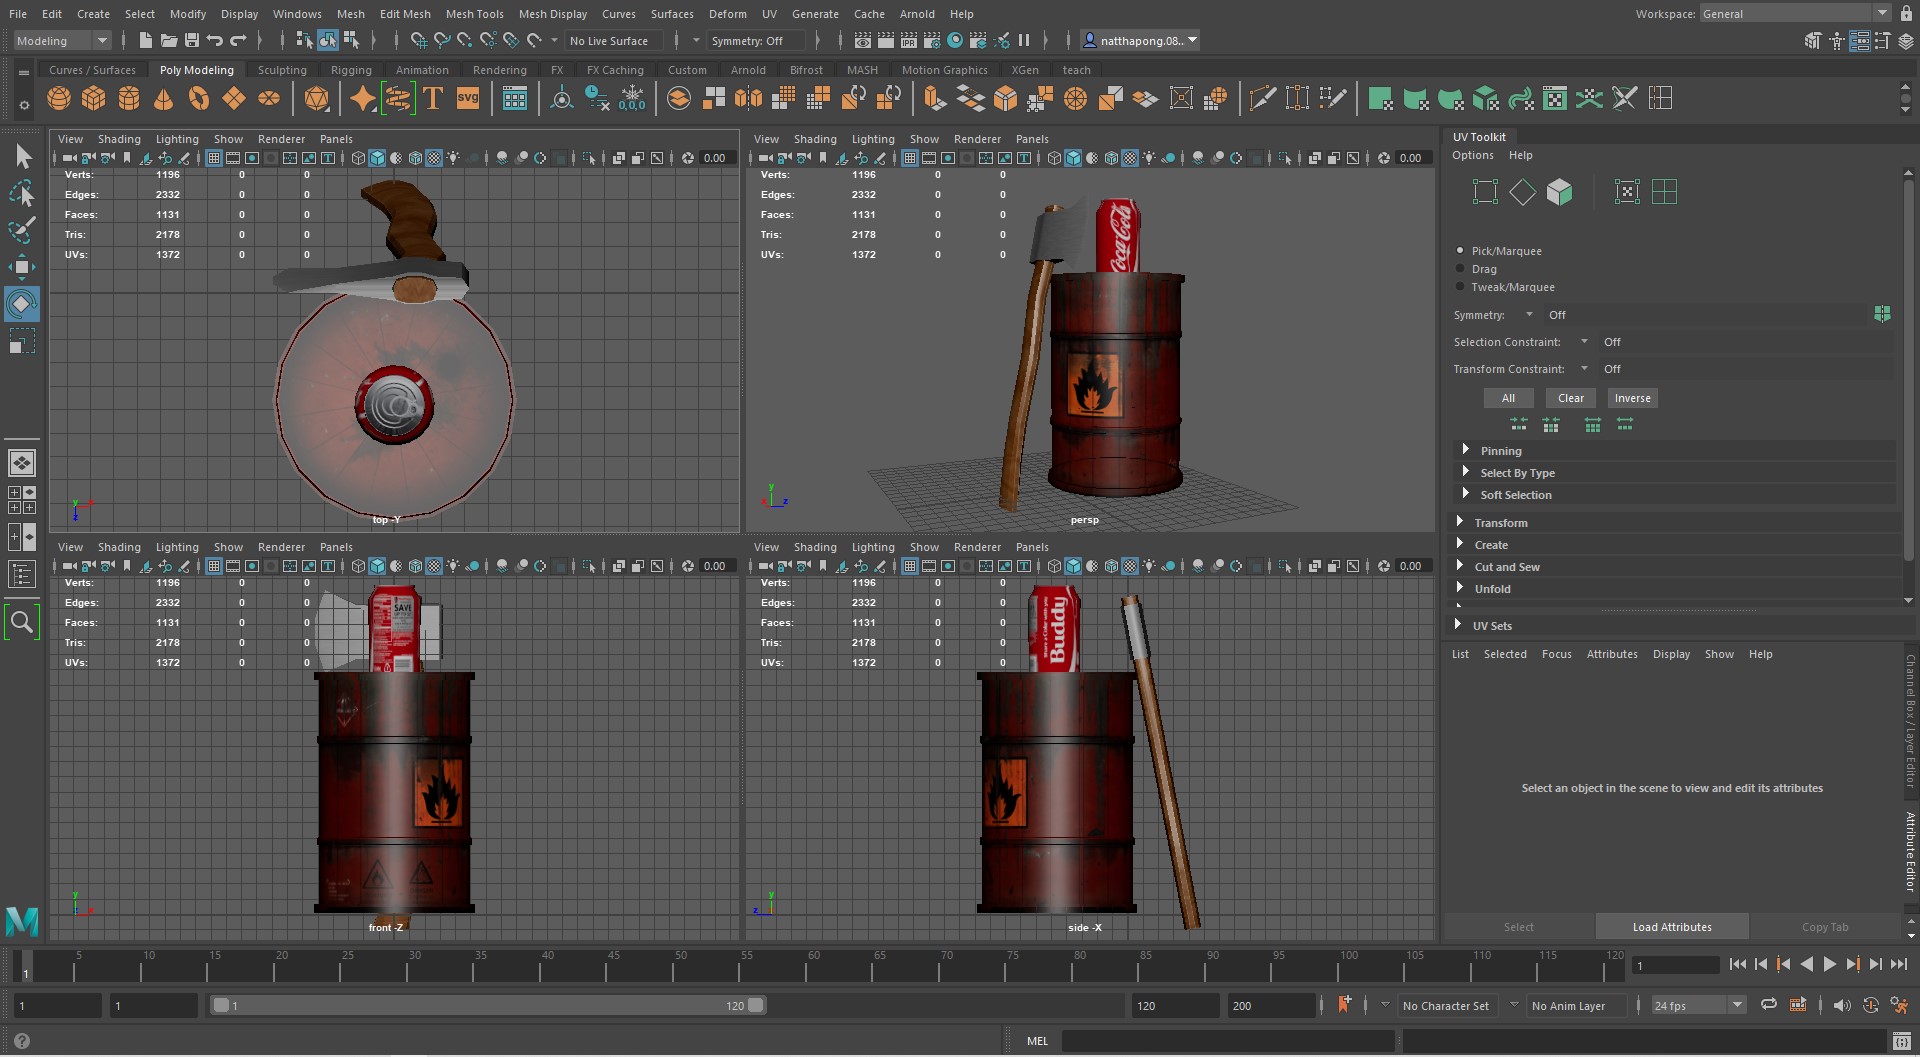 File Edit Create Select Modify Display Windows Mesh Edit Mesh Mesh Tools Mesh Display Curves Surfaces Deform UV Generate Cache Arnold Help Workspace: General
Modeling No Live Surface Symmetry: Off natthapong.08...
Curves / Surfaces Poly Modeling Sculpting Rigging Animation Rendering FX FX Caching Custom Arnold Bifrost MASH Motion Graphics XGen teach
View Shading Lighting Show Renderer Panels
0.00
Verts: 1196 0 0
Edges: 2332 0 0
Faces: 1131 0 0
Tris: 2178 0 0
UVs: 1372 0 0
top -Y
View Shading Lighting Show Renderer Panels
0.00
Verts: 1196 0 0
Edges: 2332 0 0
Faces: 1131 0 0
Tris: 2178 0 0
UVs: 1372 0 0
Coca-Cola
persp
View Shading Lighting Show Renderer Panels
0.00
Verts: 1196 0 0
Edges: 2332 0 0
Faces: 1131 0 0
Tris: 2178 0 0
UVs: 1372 0 0
SAVE
front -Z
View Shading Lighting Show Renderer Panels
0.00
Verts: 1196 0 0
Edges: 2332 0 0
Faces: 1131 0 0
Tris: 2178 0 0
UVs: 1372 0 0
Buddy
side -X
UV Toolkit
Options Help
Pick/Marquee
Drag
Tweak/Marquee
Symmetry: Off
Selection Constraint: Off
Transform Constraint: Off
All Clear Inverse
Pinning
Select By Type
Soft Selection
Transform
Create
Cut and Sew
Unfold
UV Sets
List Selected Focus Attributes Display Show Help
Select an object in the scene to view and edit its attributes
Select Load Attributes Copy Tab
Channel Box / Layer Editor
Attribute Editor
1 5 10 15 20 25 30 35 40 45 50 55 60 65 70 75 80 85 90 95 100 105 110 115 120 1
1 1 1 120 120 200 No Character Set No Anim Layer 24 fps
MEL